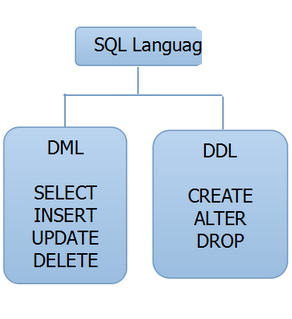 SQL Languag
DML
SELECT
INSERT
UPDATE
DELETE
DDL
CREATE
ALTER
DROP